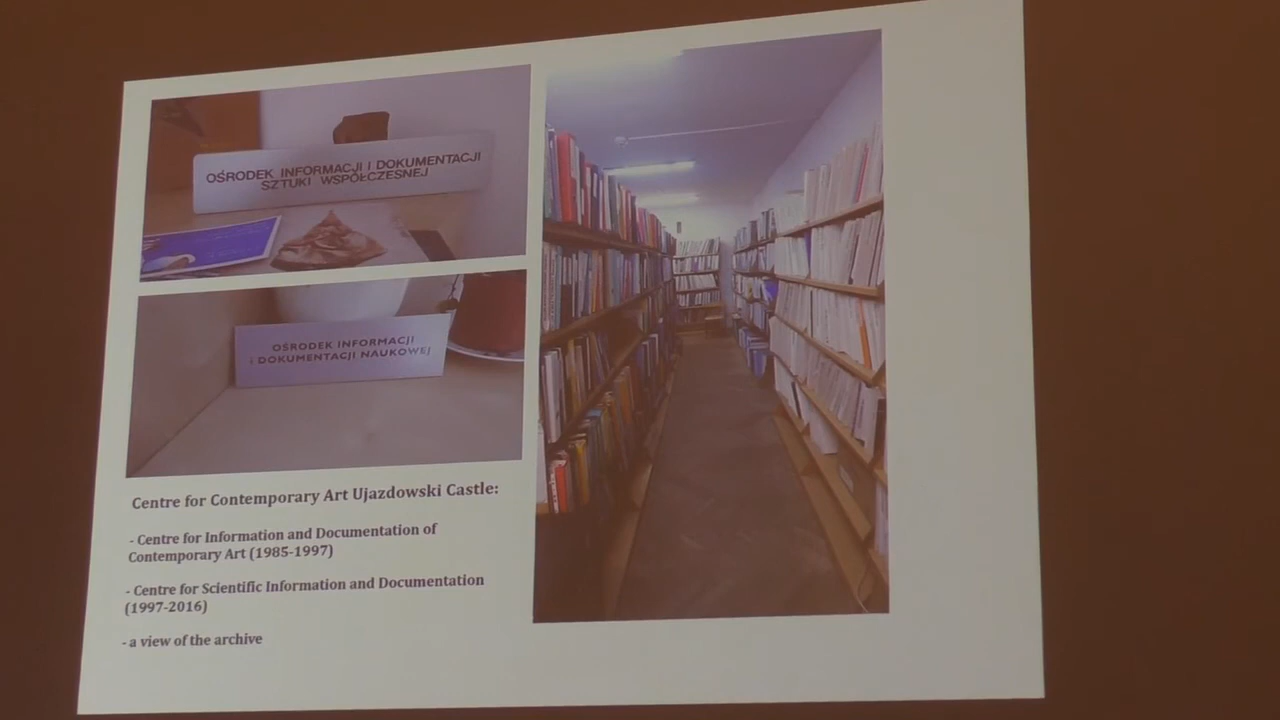 OŚRODEK INFORMACJI I DOKUMENTACJI
SZTUKI WSPÓŁCZESNEJ
OŚRODEK INFORMACJI
I DOKUMENTACJI NAUKOWEJ
Centre for Contemporary Art Ujazdowski Castle:
- Centre for Information and Documentation of
Contemporary Art (1985-1997)
- Centre for Scientific Information and Documentation
(1997-2016)
- a view of the archive